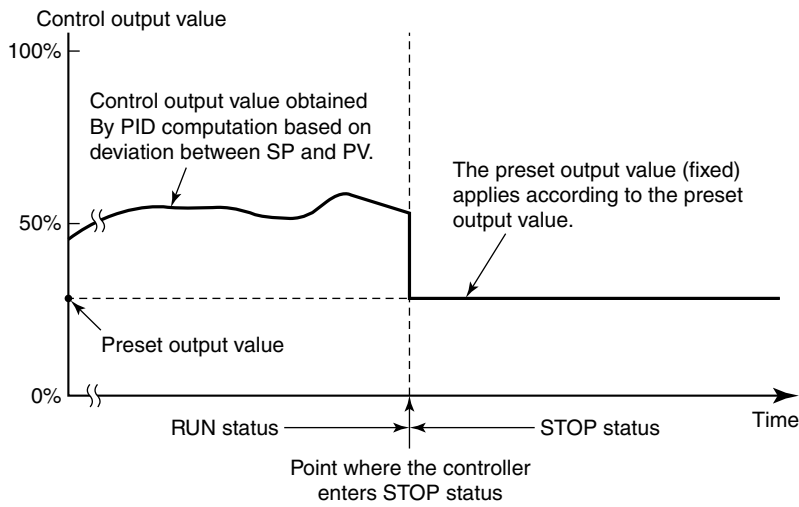 Control output value
100%
Control output value obtained
By PID computation based on
deviation between SP and PV.
The preset output value (fixed)
applies according to the preset
output value.
50%
Preset output value
0%
Time
RUN status
STOP status
Point where the controller
enters STOP status